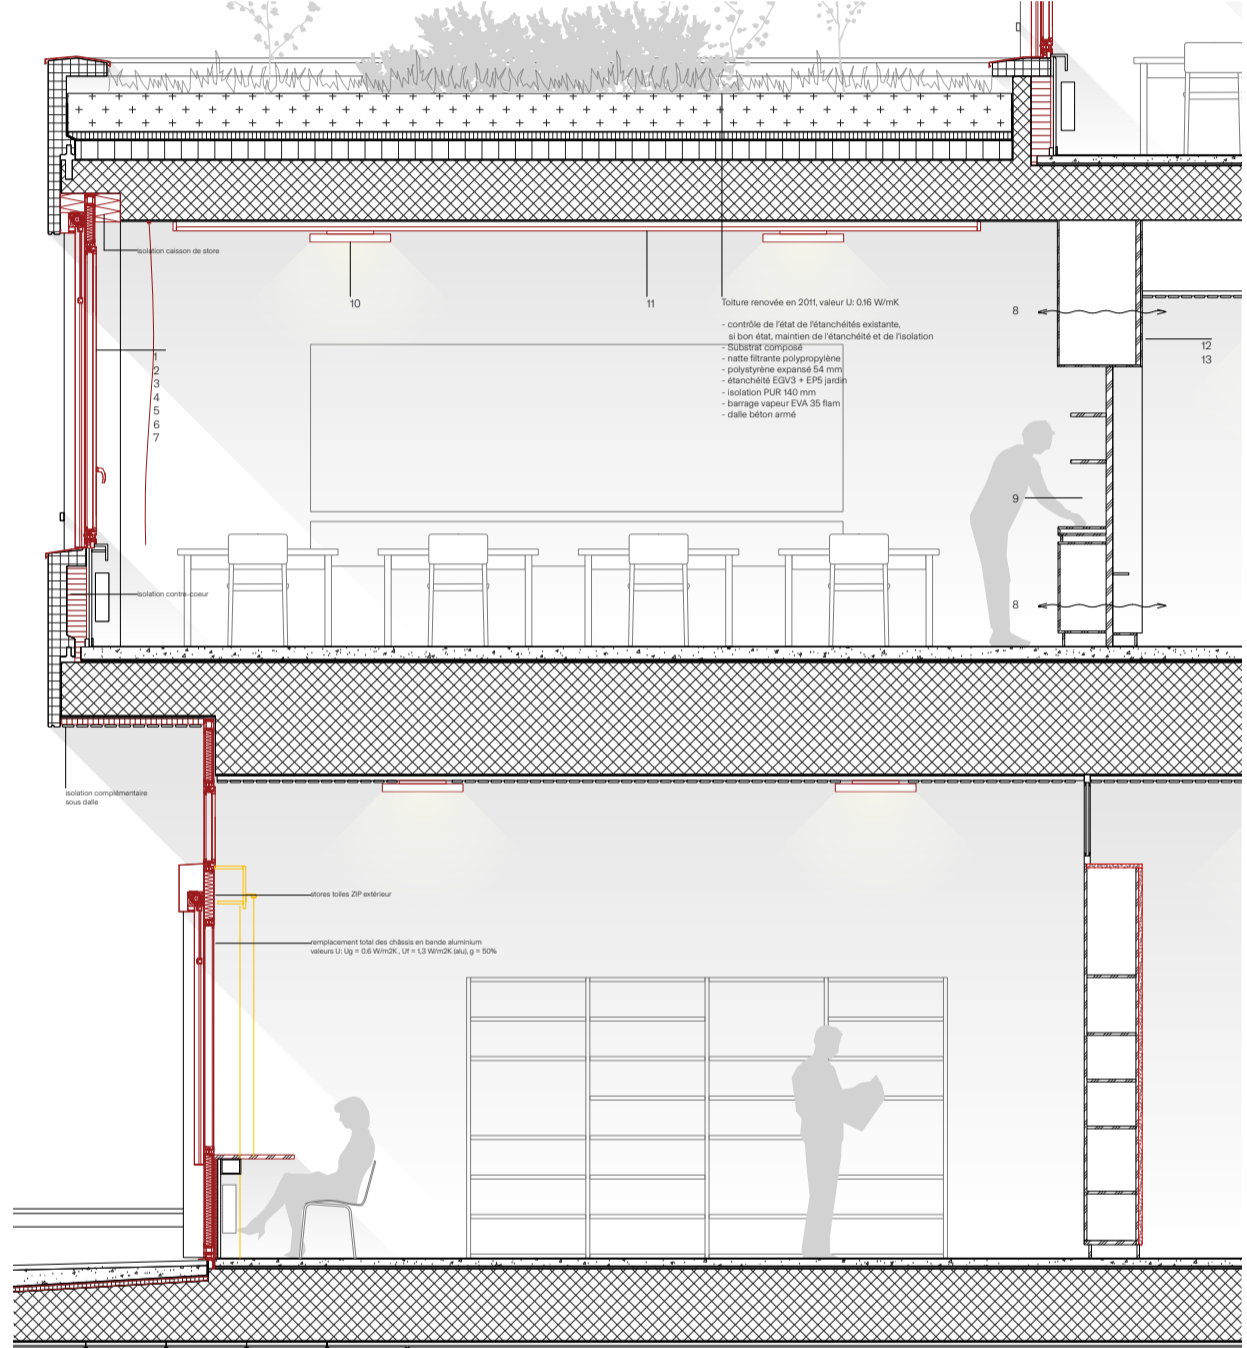 isolation caisson de store
10
11
Toiture renovée en 2011, valeur U: 0.16 W/mK
- contrôle de l'état de l'étanchéités existante,
si bon état, maintien de l'étanchéité et de l'isolation
- Substrat composé
- natte filtrante polypropylène
- polystyrène expansé 54 mm
- étanchéité EGV3 + EP5 jardin
- isolation PUR 140 mm
- barrage vapeur EVA 35 flam
- dalle béton armé
8
12
13
1
2
3
4
5
6
7
9
isolation contre-coeur
8
isolation complémentaire
sous dalle
stores toiles ZIP extérieur
remplacement total des châssis en bande aluminium
valeurs U: Ug = 0.6 W/m2K , Uf = 1,3 W/m2K (alu), g = 50%